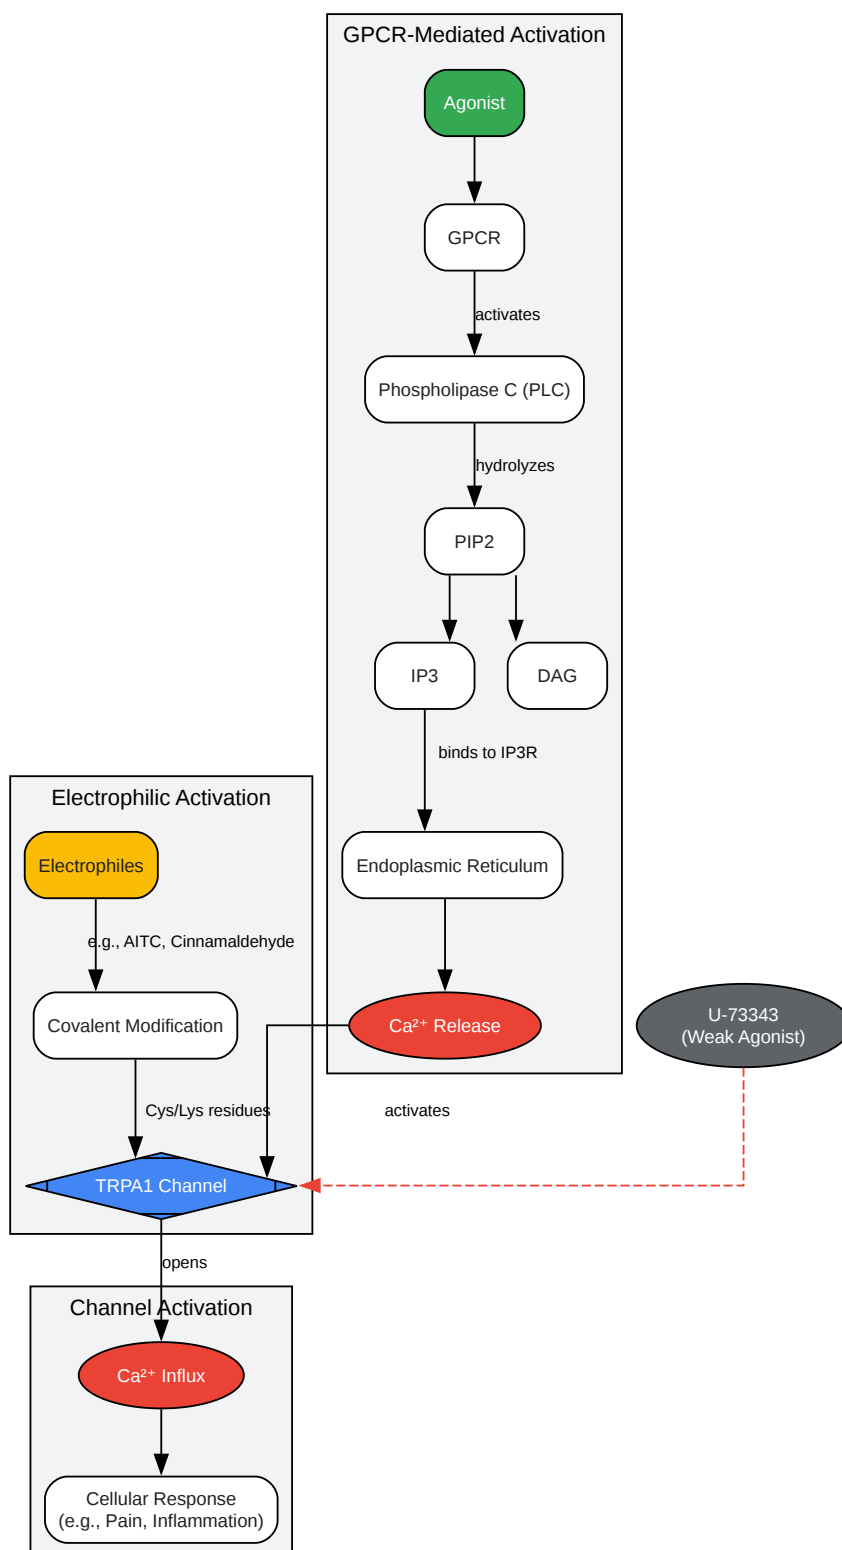 GPCR-Mediated Activation
Agonist
GPCR
activates
Phospholipase C (PLC)
hydrolyzes
PIP2
IP3
DAG
binds to IP3R
Endoplasmic Reticulum
Ca²⁺ Release
activates
Electrophilic Activation
Electrophiles
e.g., AITC, Cinnamaldehyde
Covalent Modification
Cys/Lys residues
TRPA1 Channel
U-73343
(Weak Agonist)
opens
Channel Activation
Ca²⁺ Influx
Cellular Response
(e.g., Pain, Inflammation)